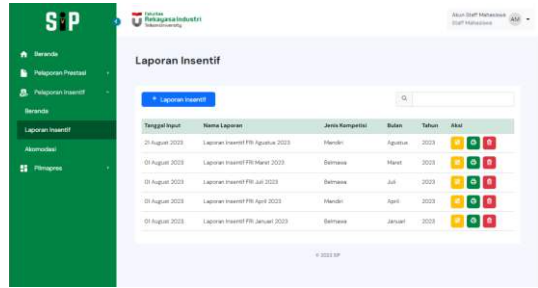 SiP
Fakultas
Rekayasa Industri
Telkom University
Akun Staff Mahasiswa
Staff Mahasiswa
AM
Beranda
Pelaporan Prestasi
Pelaporan Insentif
Beranda
Laporan Insentif
Akomodasi
Pilmapres
Laporan Insentif
+ Laporan Insentif
Tanggal Input Nama Laporan Jenis Kompetisi Bulan Tahun Aksi
21 August 2023 Laporan Insentif FRI Agustus 2023 Mandiri Agustus 2023
01 August 2023 Laporan Insentif FRI Maret 2023 Belmawa Maret 2023
01 August 2023 Laporan Insentif FRI Juli 2023 Belmawa Juli 2023
01 August 2023 Laporan Insentif FRI April 2023 Mandiri April 2023
01 August 2023 Laporan Insentif FRI Januari 2023 Belmawa Januari 2023
© 2023 SIP